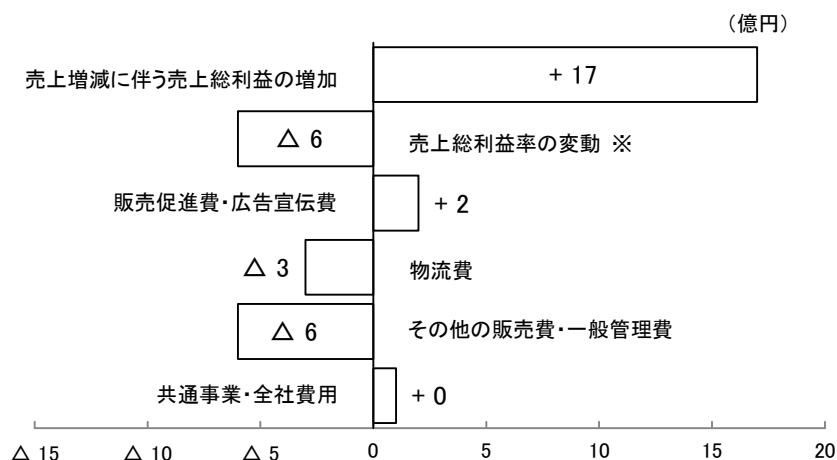 （億円）
売上増減に伴う売上総利益の増加
+ 17
△ 6
売上総利益率の変動 ※
販売促進費・広告宣伝費
+ 2
△ 3
物流費
△ 6
その他の販売費・一般管理費
共通事業・全社費用
+ 0
△ 15 △ 10 △ 5 0 5 10 15 20